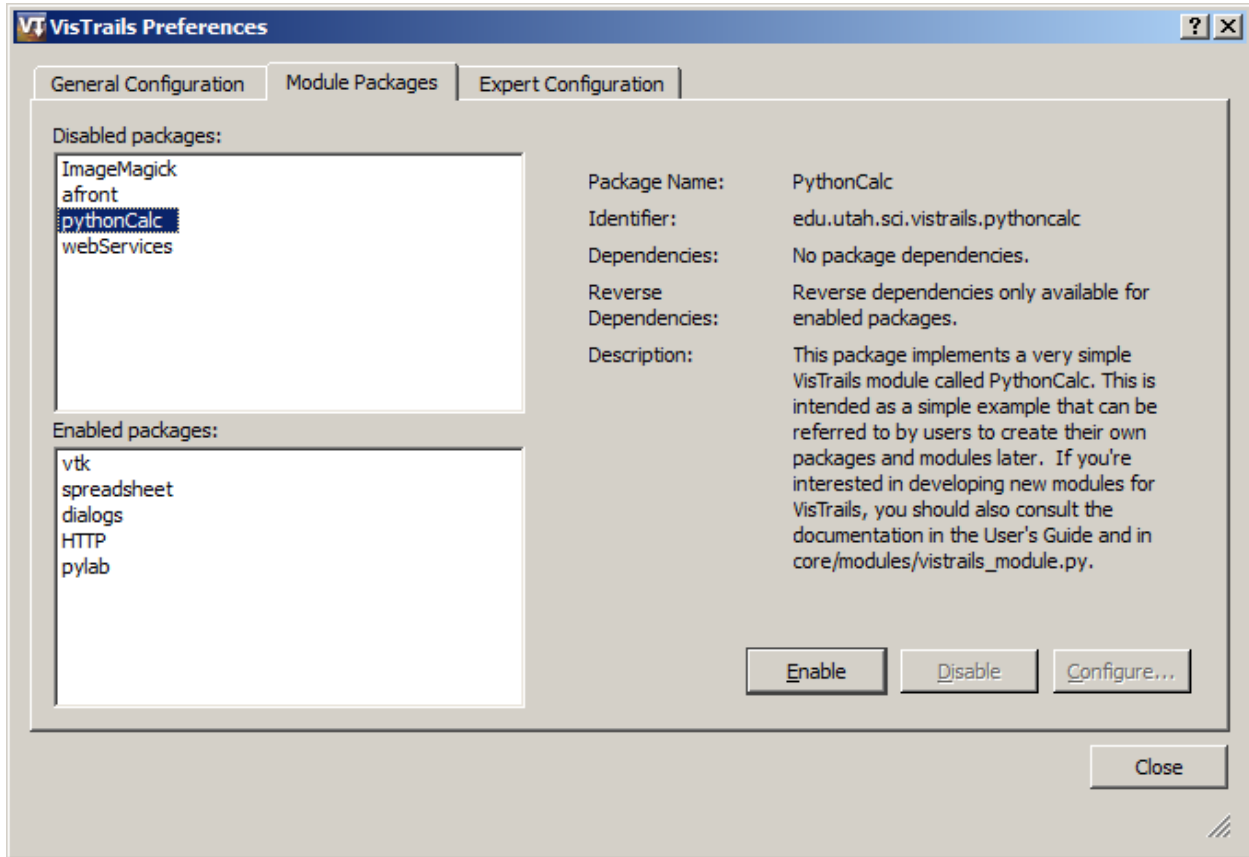 VisTrails Preferences
General Configuration
Module Packages
Expert Configuration
Disabled packages:
ImageMagick
afront
pythonCalc
webServices
Enabled packages:
vtk
spreadsheet
dialogs
HTTP
pylab
Package Name: PythonCalc
Identifier: edu.utah.sci.vistrails.pythoncalc
Dependencies: No package dependencies.
Reverse Dependencies: Reverse dependencies only available for
enabled packages.
Description: This package implements a very simple
VisTrails module called PythonCalc. This is
intended as a simple example that can be
referred to by users to create their own
packages and modules later.  If you're
interested in developing new modules for
VisTrails, you should also consult the
documentation in the User's Guide and in
core/modules/vistrails_module.py.
Enable
Disable
Configure...
Close